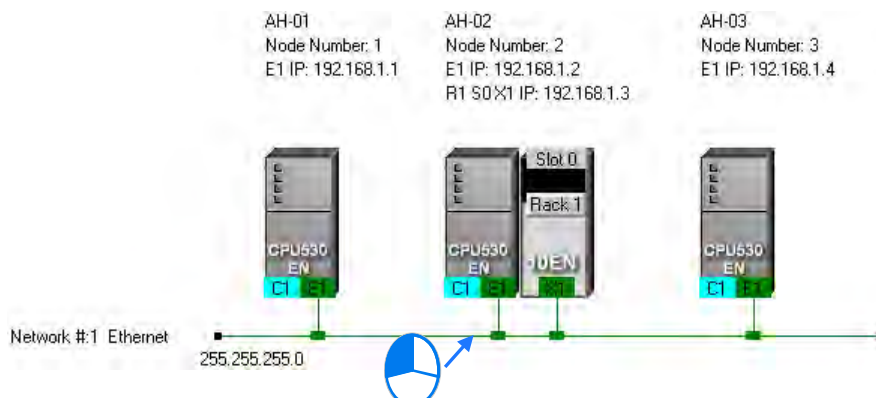 AH-01
Node Number: 1
E1 IP: 192.168.1.1
AH-02
Node Number: 2
E1 IP: 192.168.1.2
R1 S0 X1 IP: 192.168.1.3
AH-03
Node Number: 3
E1 IP: 192.168.1.4
CPU530
EN
C1 E1
CPU530
EN
C1 E1
Slot 0
Rack 1
10EN
X1
CPU530
EN
C1 E1
Network #:1 Ethernet
255.255.255.0